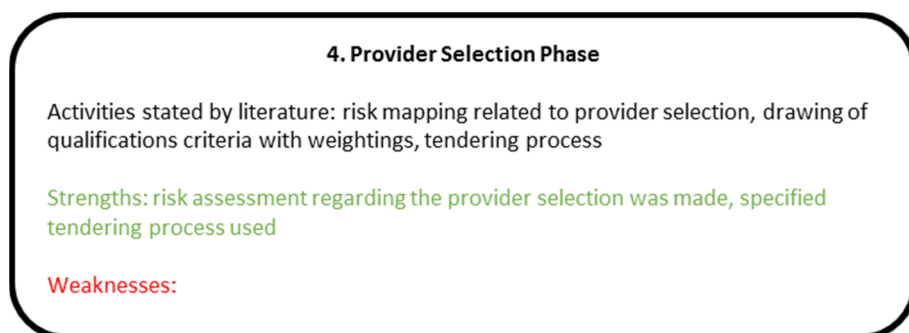 4. Provider Selection Phase
Activities stated by literature: risk mapping related to provider selection, drawing of
qualifications criteria with weightings, tendering process
Strengths: risk assessment regarding the provider selection was made, specified
tendering process used
Weaknesses: